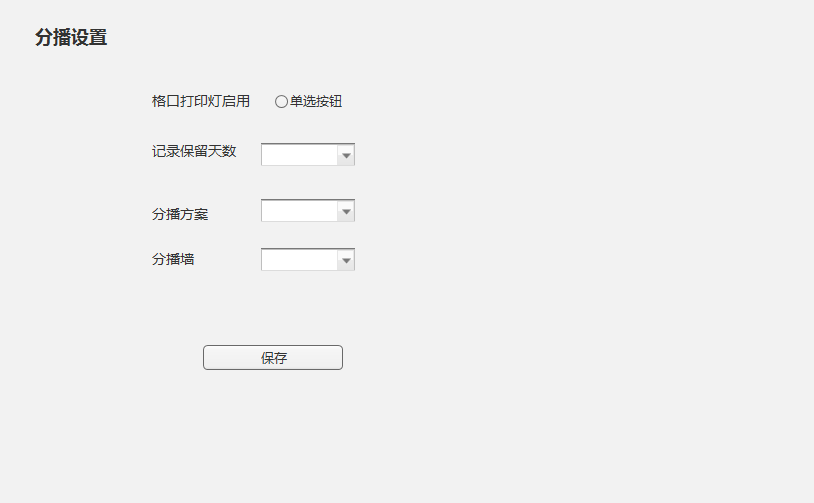 分播设置
格口打印灯启用 单选按钮
记录保留天数
分播方案
分播墙
保存